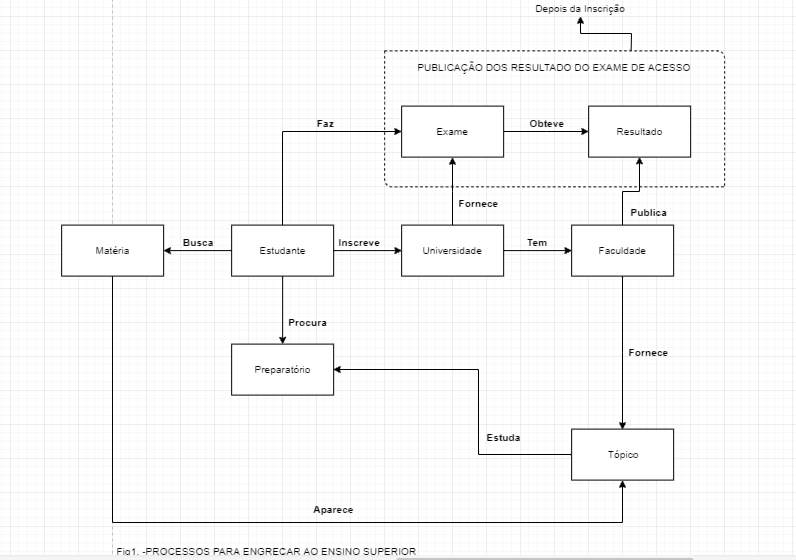 Depois da Inscrição
PUBLICAÇÃO DOS RESULTADO DO EXAME DE ACESSO
Faz
Exame
Obteve
Resultado
Fornece
Publica
Matéria
Busca
Estudante
Inscreve
Universidade
Tem
Faculdade
Procura
Fornece
Preparatório
Estuda
Tópico
Aparece
Fig1. -PROCESSOS PARA ENGRECAR AO ENSINO SUPERIOR